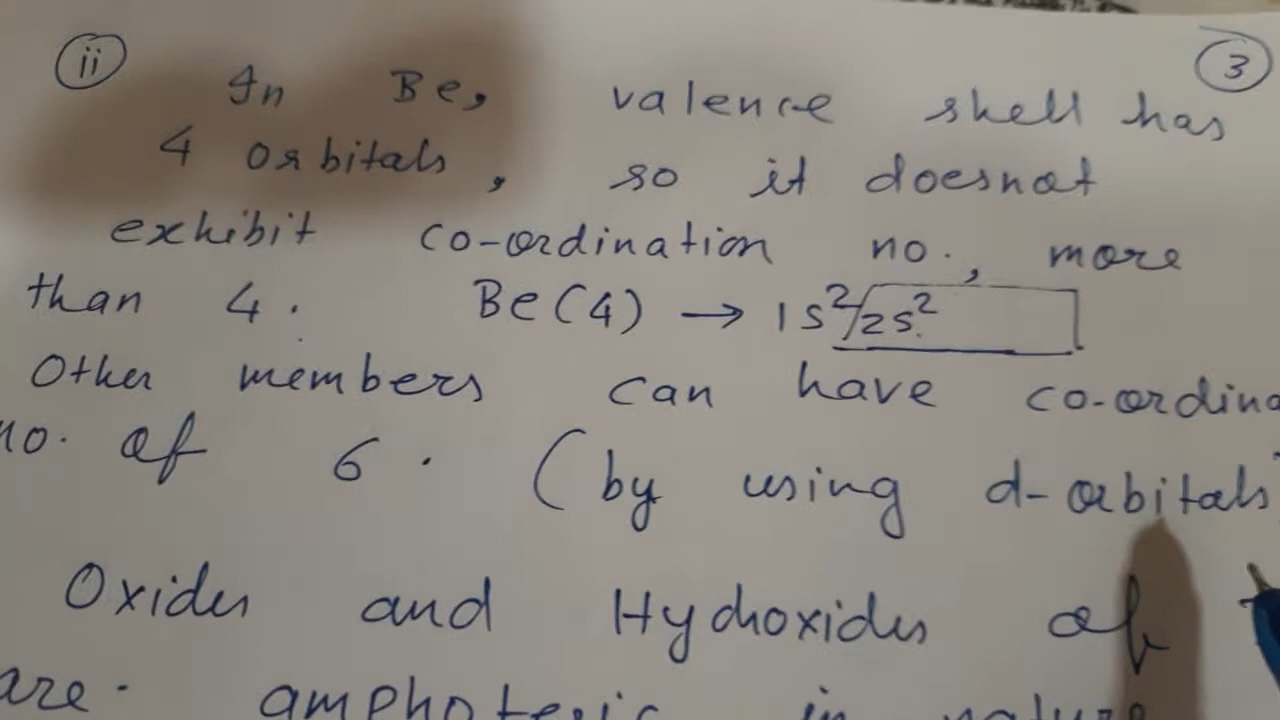 ii 3
In Be, valence shell has
4 orbitals, so it doesnot
exhibit co-ordination no., more
than 4. Be(4) → 1s²/2s²
Other members can have co-ordina
no. of 6. (by using d-orbitals
Oxides and Hydroxides of
are. amphoteric in nature